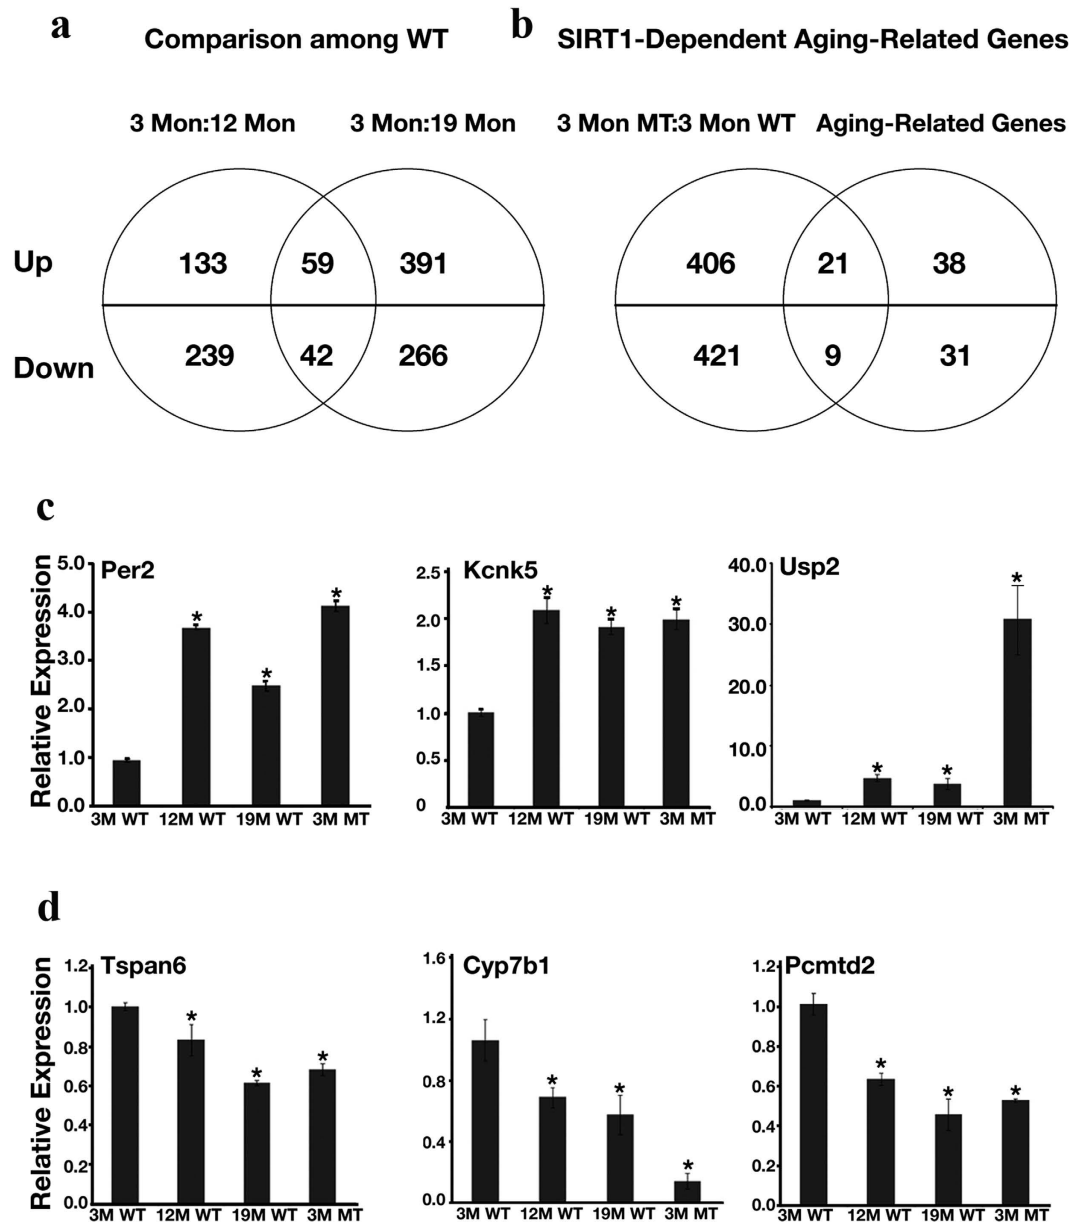 a
Comparison among WT
b
SIRT1-Dependent Aging-Related Genes
3 Mon:12 Mon
3 Mon:19 Mon
3 Mon MT:3 Mon WT
Aging-Related Genes
Up
133
59
391
406
21
38
Down
239
42
266
421
9
31
c
Relative Expression
Per2
5.0
4.0
3.0
2.0
1.0
0.0
*
*
*
3M WT
12M WT
19M WT
3M MT
Kcnk5
2.5
2.0
1.5
1.0
0.5
0
*
*
*
3M WT
12M WT
19M WT
3M MT
Usp2
40.0
30.0
20.0
10.0
0.0
*
*
*
3M WT
12M WT
19M WT
3M MT
d
Relative Expression
Tspan6
1.2
1.0
0.8
0.6
0.4
0.2
0.0
*
*
*
3M WT
12M WT
19M WT
3M MT
Cyp7b1
1.6
1.2
0.8
0.4
0.0
*
*
*
3M WT
12M WT
19M WT
3M MT
Pcmtd2
1.2
1.0
0.8
0.6
0.4
0.2
0.0
*
*
*
3M WT
12M WT
19M WT
3M MT